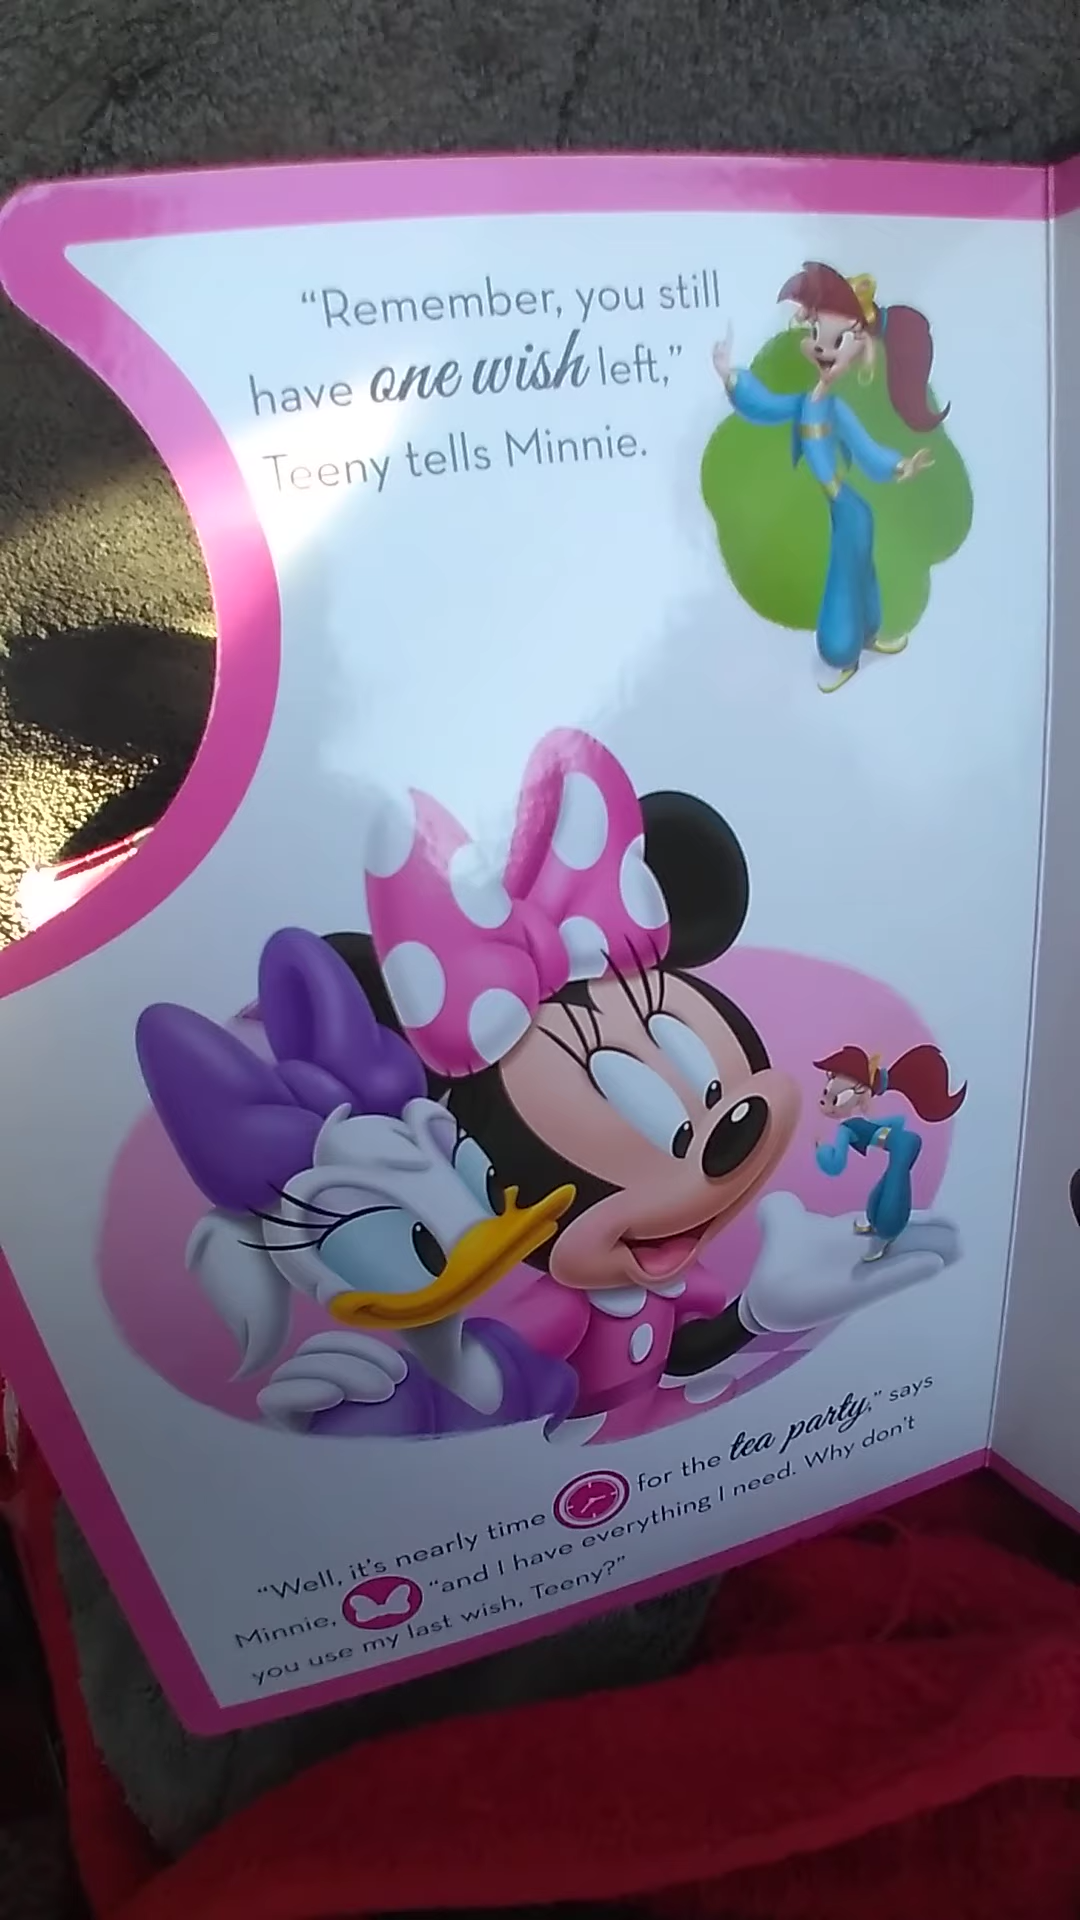 “Remember, you still
have one wish left,”
Teeny tells Minnie.
“Well, it’s nearly time for the tea party,” says
Minnie, “and I have everything I need. Why don’t
you use my last wish, Teeny?”